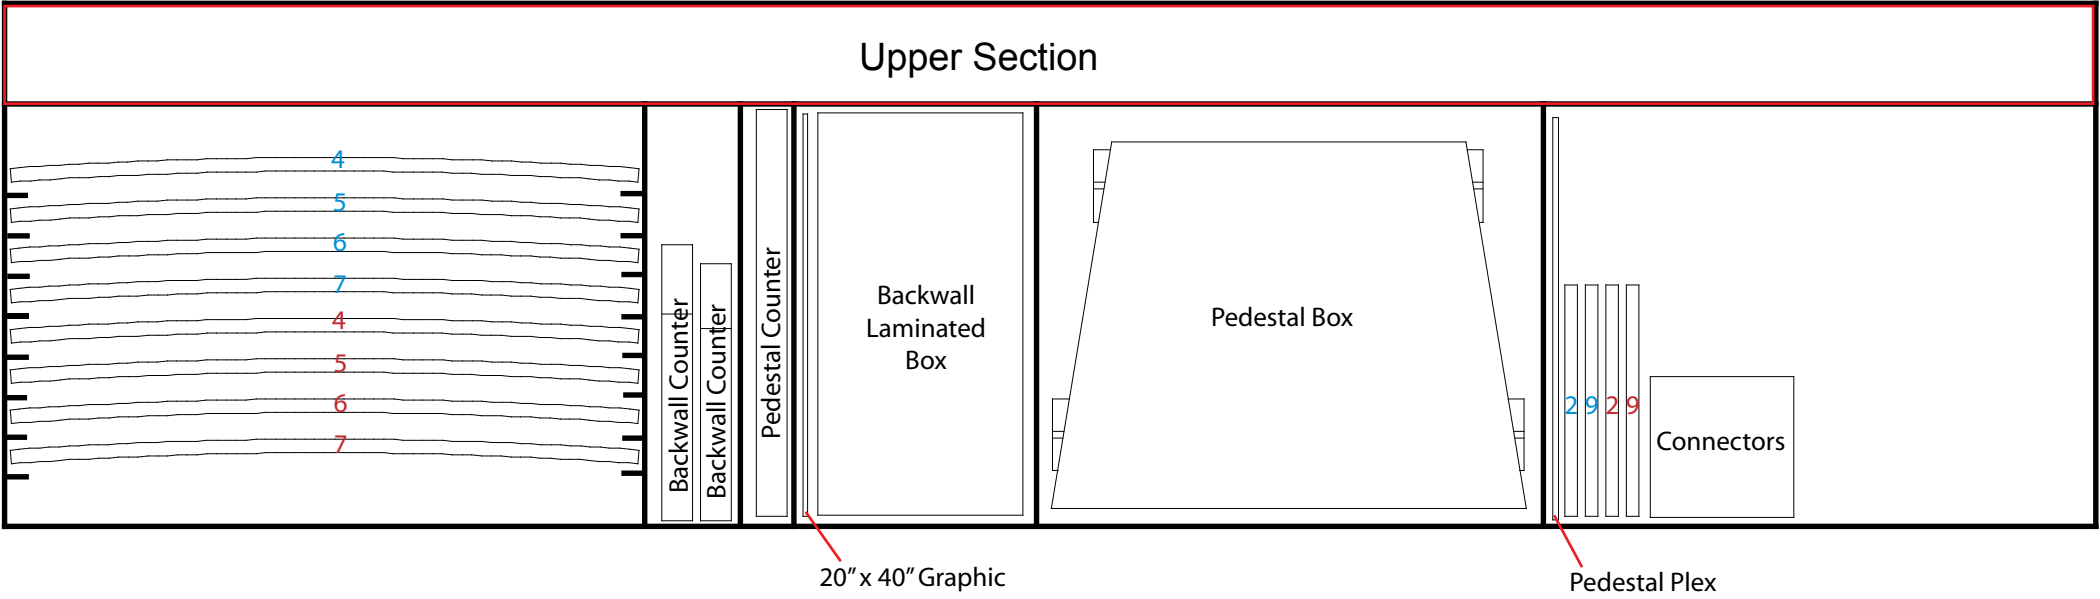 Upper Section
4
5
6
7
4
5
6
7
Backwall Counter
Backwall Counter
Pedestal Counter
Backwall
Laminated
Box
Pedestal Box
2 9 2 9
Connectors
20” x 40” Graphic
Pedestal Plex